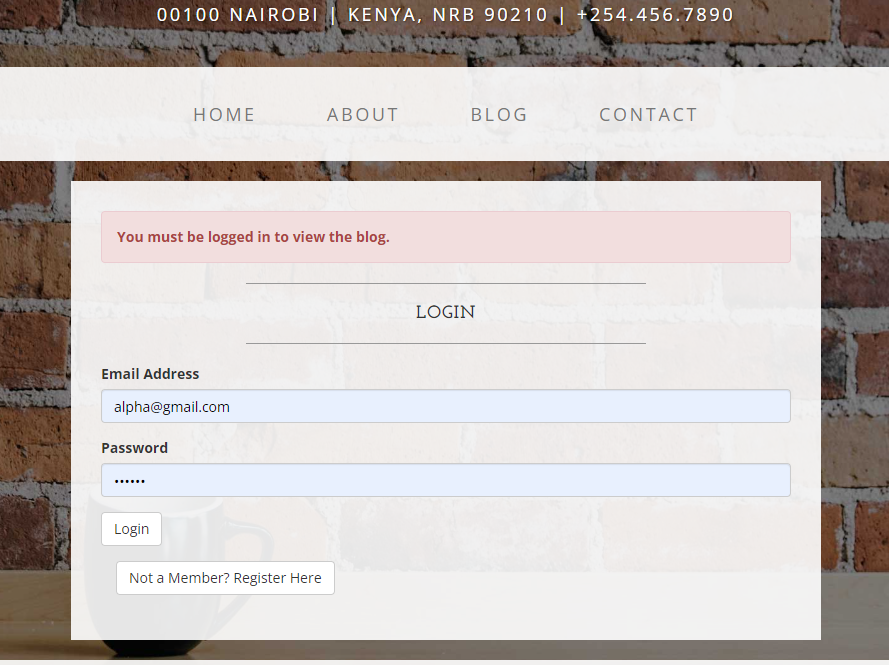 00100 NAIROBI | KENYA, NRB 90210 | +254.456.7890
HOME ABOUT BLOG CONTACT
You must be logged in to view the blog.
LOGIN
Email Address
alpha@gmail.com
Password
••••••
Login
Not a Member? Register Here